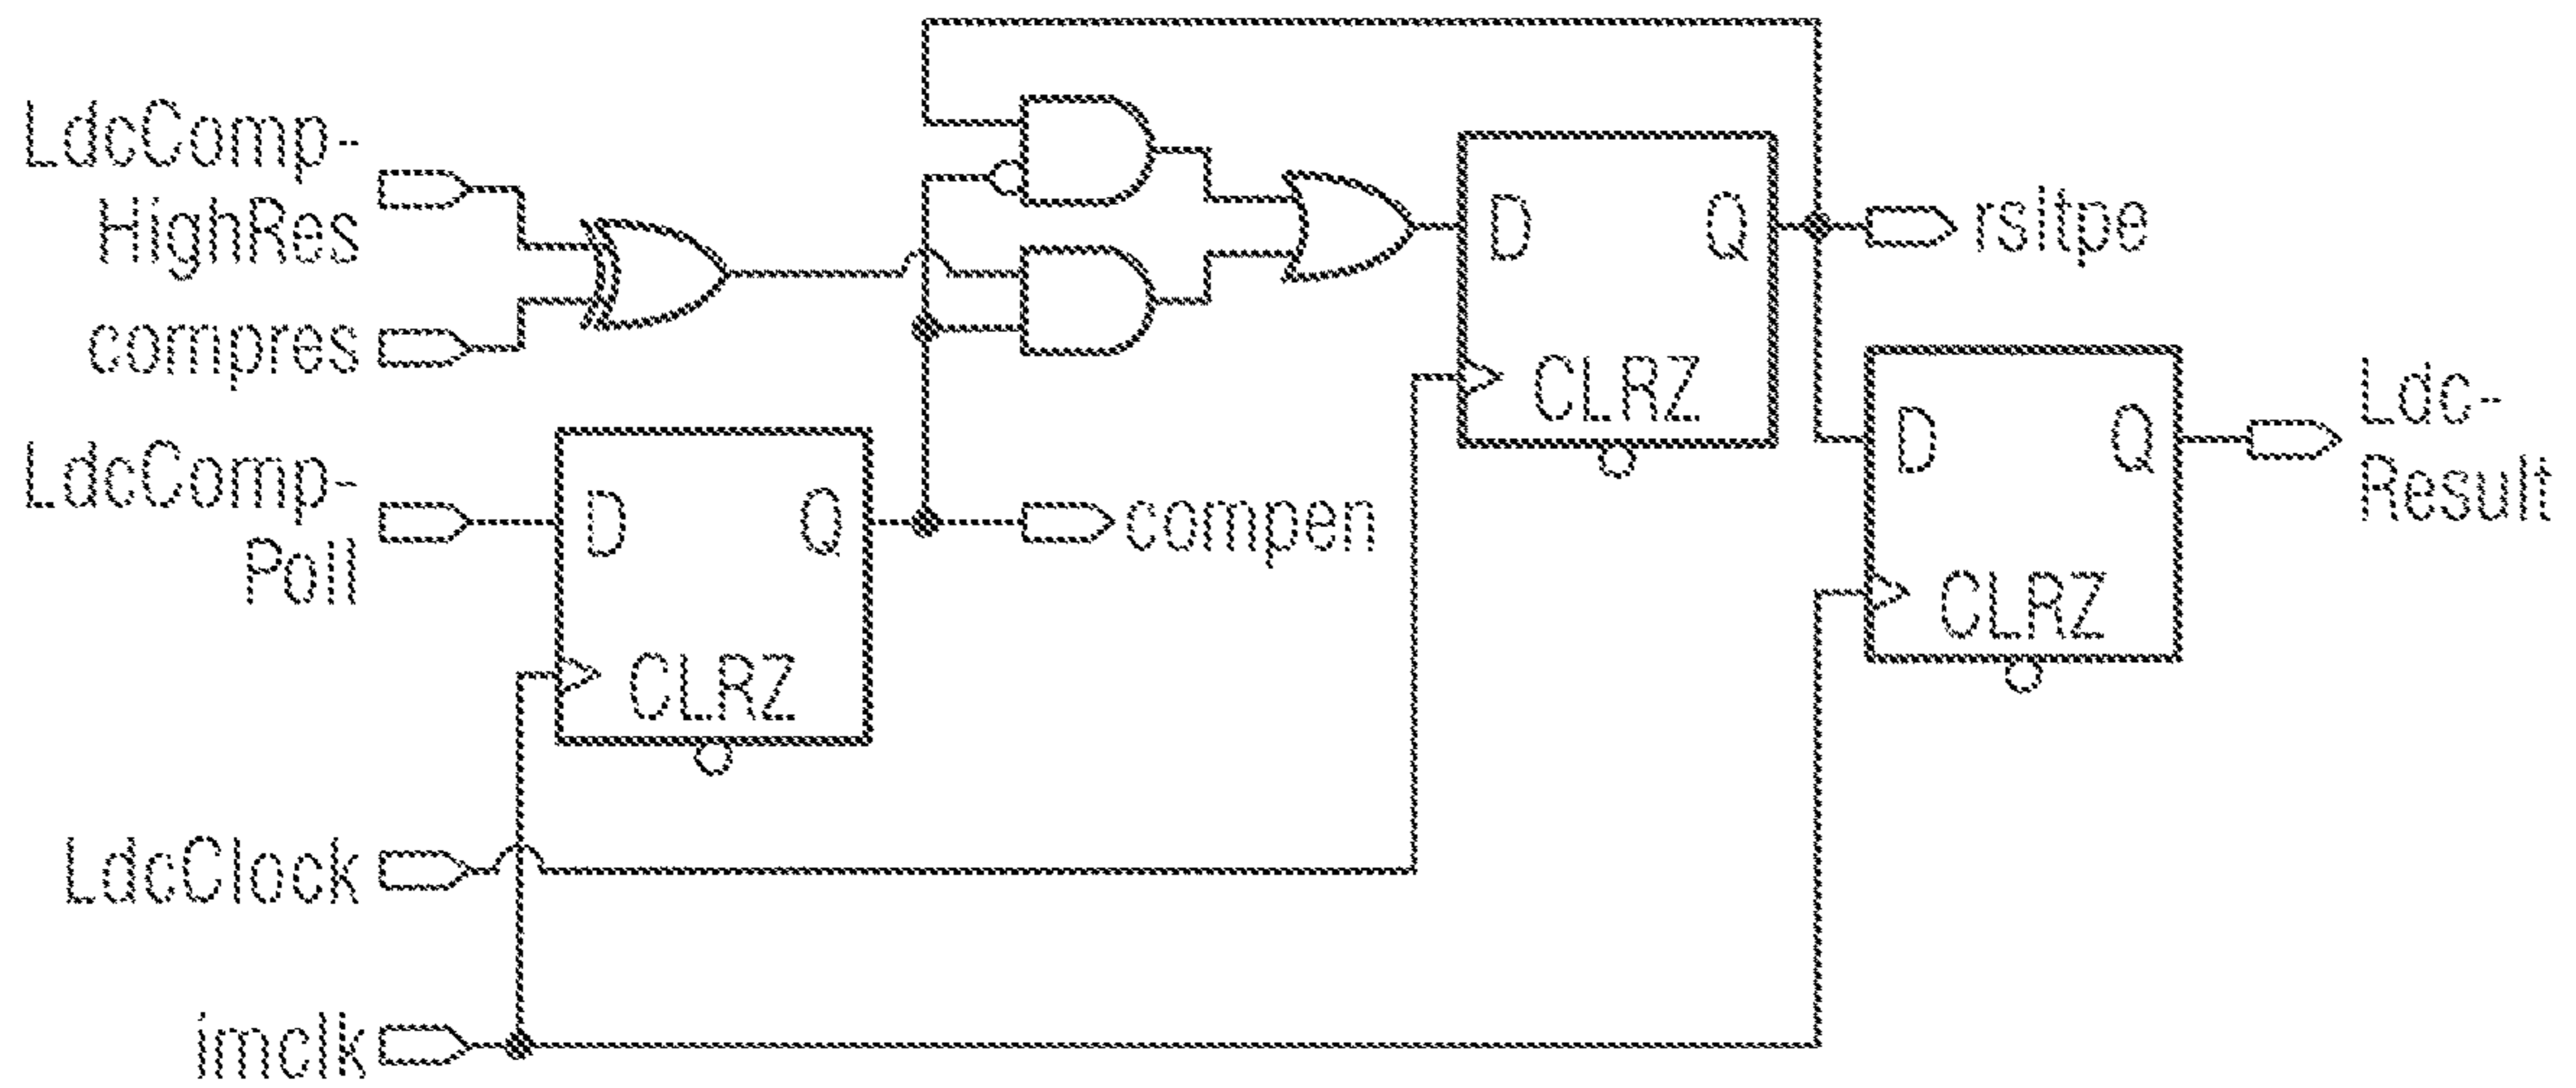 LdcComp-
HighRes
compres
LdcComp-
Poll
LdcClock
imclk
D
Q
CLRZ
compen
D
Q
CLRZ
rsltpe
D
Q
CLRZ
Ldc-
Result